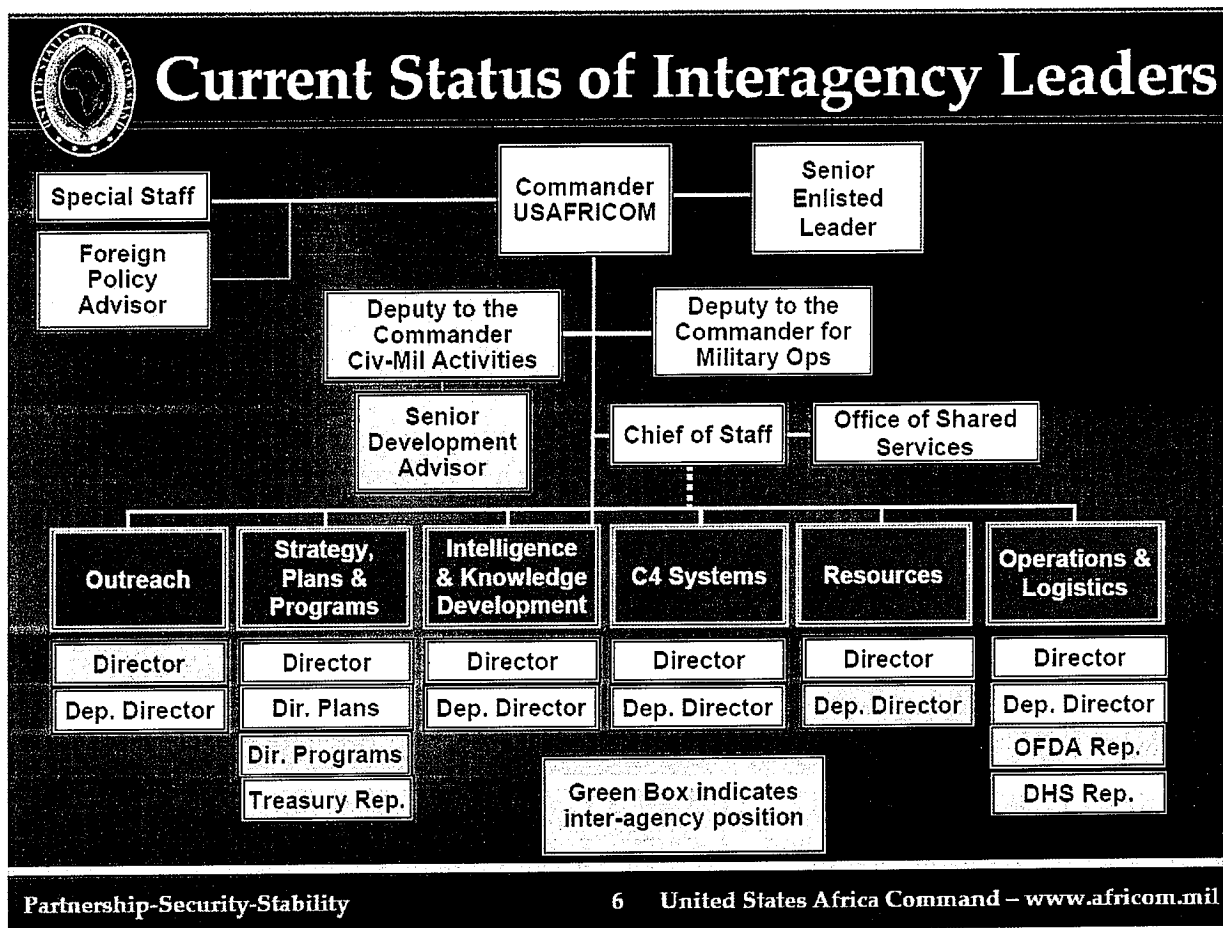 UNITED STATES AFRICA COMMAND
Current Status of Interagency Leaders
Special Staff
Foreign
Policy
Advisor
Commander
USAFRICOM
Senior
Enlisted
Leader
Deputy to the
Commander
Civ-Mil Activities
Deputy to the
Commander for
Military Ops
Senior
Development
Advisor
Chief of Staff
Office of Shared
Services
Outreach
Director
Dep. Director
Strategy,
Plans &
Programs
Director
Dir. Plans
Dir. Programs
Treasury Rep.
Intelligence
& Knowledge
Development
Director
Dep. Director
C4 Systems
Director
Dep. Director
Resources
Director
Dep. Director
Operations &
Logistics
Director
Dep. Director
OFDA Rep.
DHS Rep.
Green Box indicates
inter-agency position
Partnership-Security-Stability
6
United States Africa Command – www.africom.mil